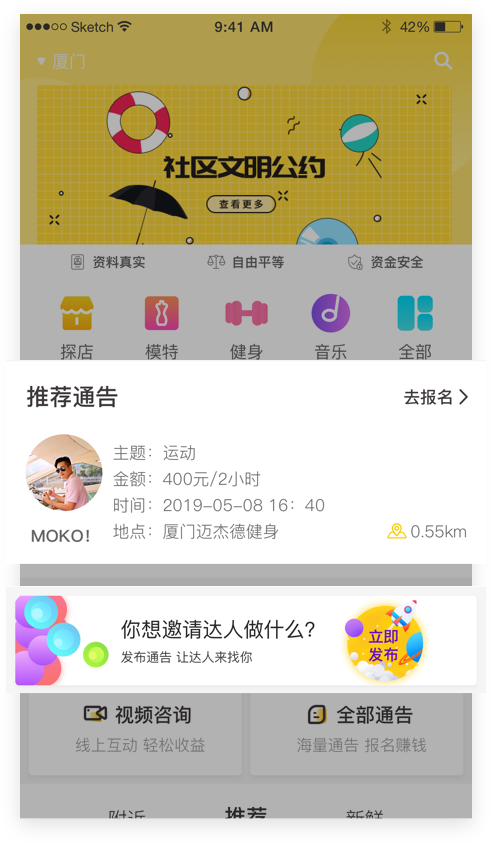 Sketch 9:41 AM 42%
厦门
社区文明公约
查看更多
资料真实 自由平等 资金安全
探店 模特 健身 音乐 全部
推荐通告 去报名
主题：运动
金额：400元/2小时
时间：2019-05-08 16：40
MOKO! 地点：厦门迈杰德健身 0.55km
你想邀请达人做什么?
发布通告 让达人来找你
立即
发布
视频咨询 全部通告
线上互动 轻松收益 海量通告 报名赚钱
附近 推荐 新鲜